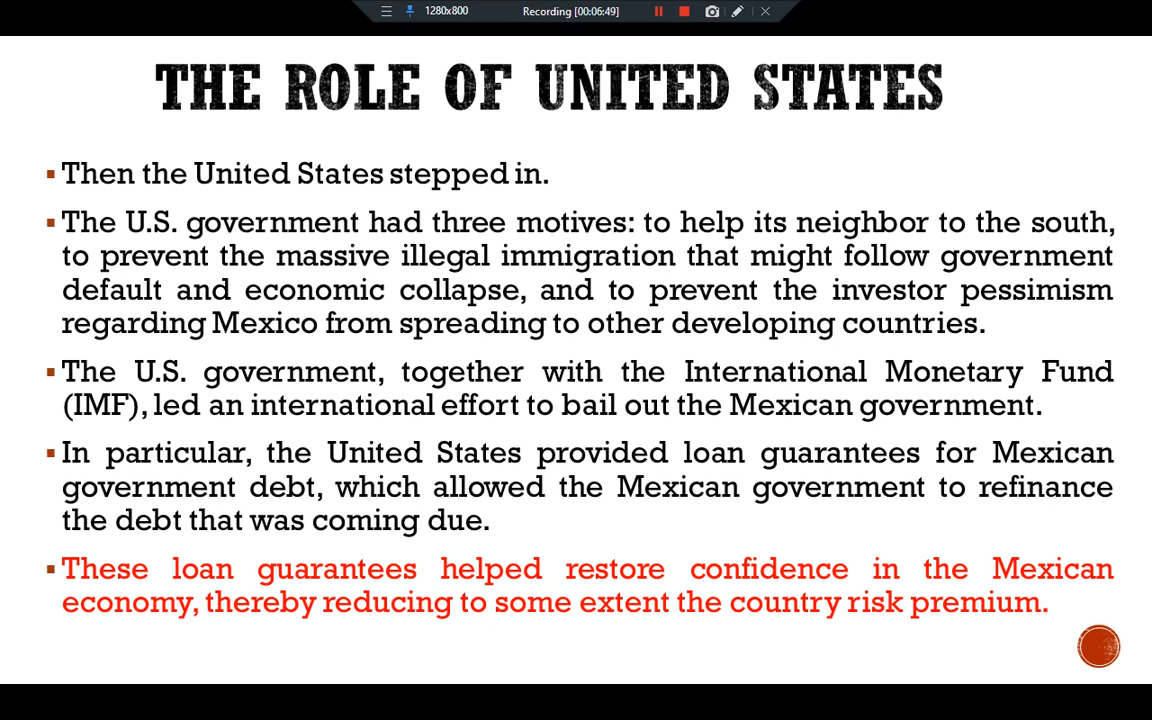 1280x800 Recording [00:06:49]
THE ROLE OF UNITED STATES
▪ Then the United States stepped in.
▪ The U.S. government had three motives: to help its neighbor to the south,
to prevent the massive illegal immigration that might follow government
default and economic collapse, and to prevent the investor pessimism
regarding Mexico from spreading to other developing countries.
▪ The U.S. government, together with the International Monetary Fund
(IMF), led an international effort to bail out the Mexican government.
▪ In particular, the United States provided loan guarantees for Mexican
government debt, which allowed the Mexican government to refinance
the debt that was coming due.
▪ These loan guarantees helped restore confidence in the Mexican
economy, thereby reducing to some extent the country risk premium.